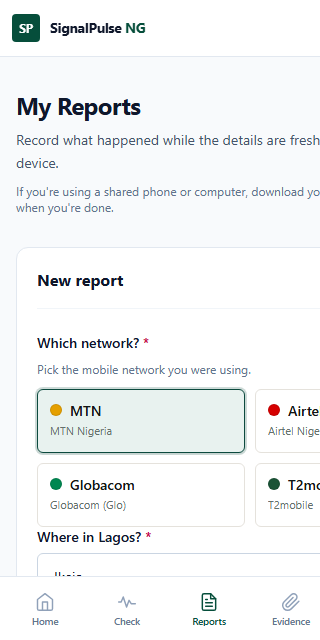 SP SignalPulse NG
My Reports
Record what happened while the details are fresh
device.
If you're using a shared phone or computer, download yo
when you're done.
New report
Which network? *
Pick the mobile network you were using.
MTN
MTN Nigeria
Airte
Airtel Nige
Globacom
Globacom (Glo)
T2mo
T2mobile
Where in Lagos? *
Ikeja
Home Check Reports Evidence